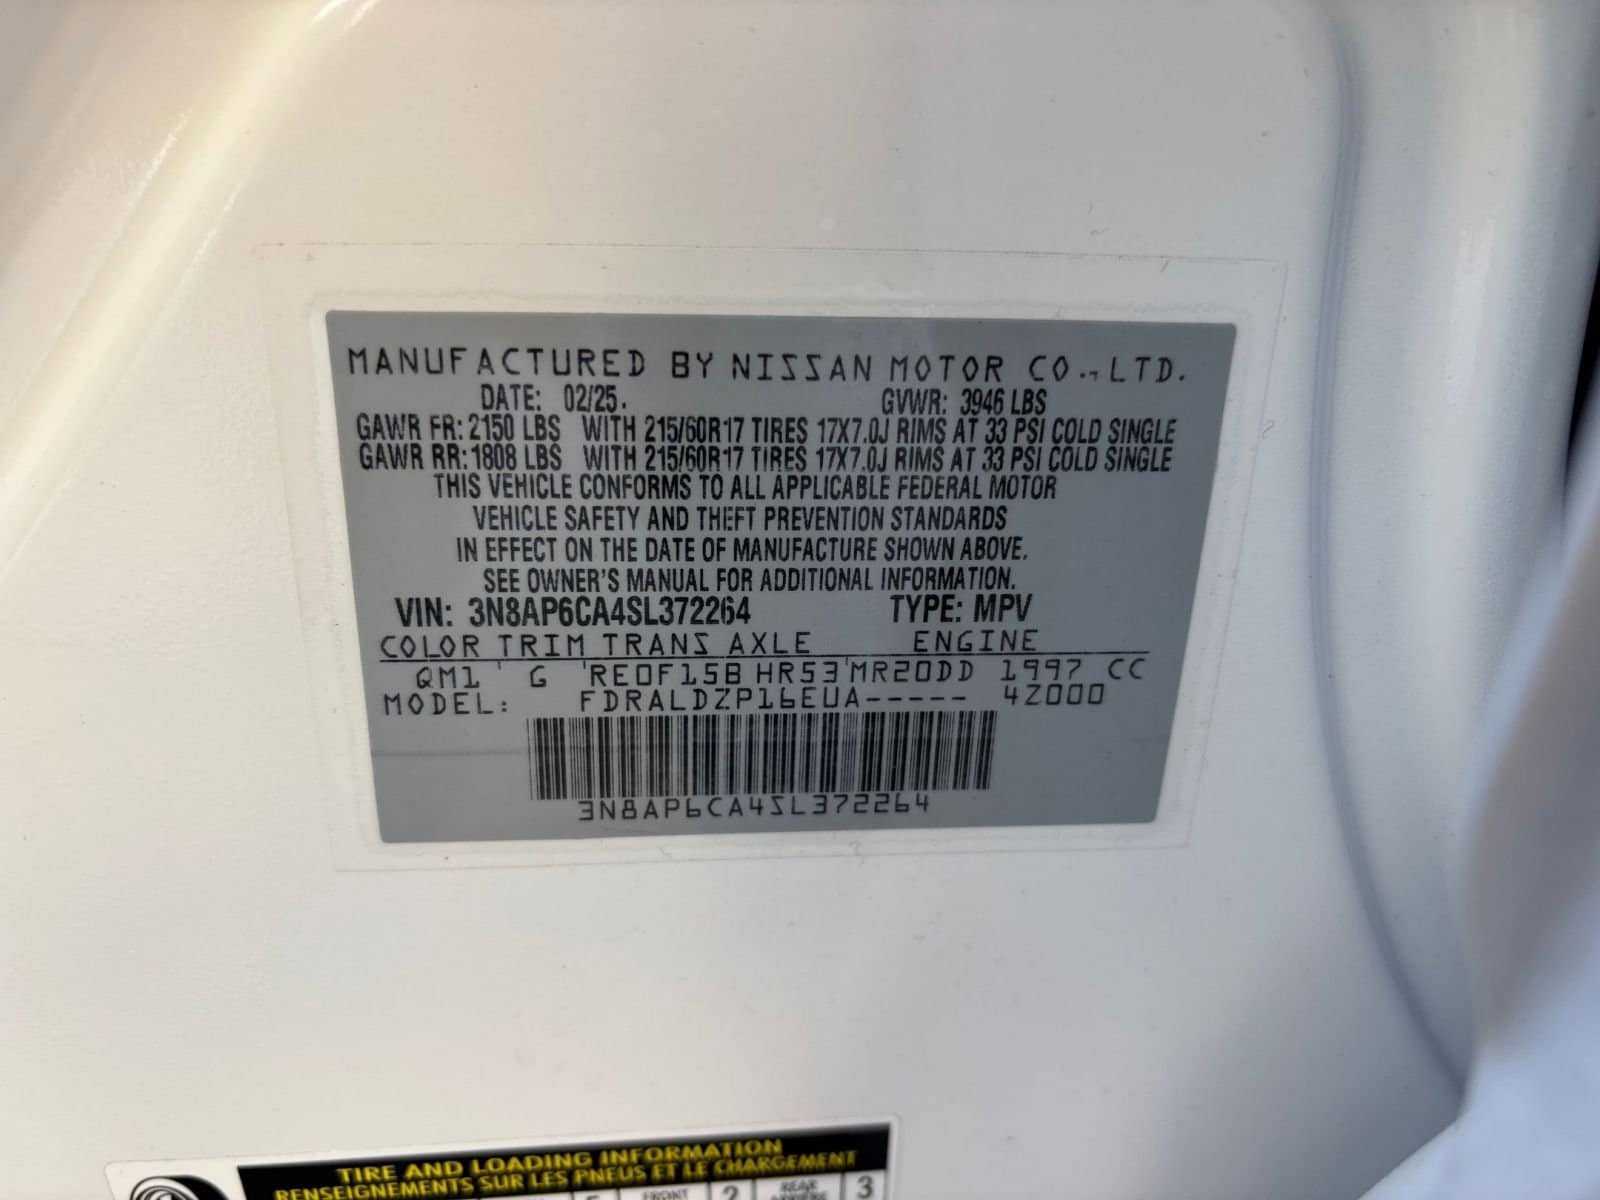 MANUFACTURED BY NISSAN MOTOR CO., LTD.
DATE: 02/25. GVWR: 3946 LBS
GAWR FR: 2150 LBS WITH 215/60R17 TIRES 17X7.0J RIMS AT 33 PSI COLD SINGLE
GAWR RR: 1808 LBS WITH 215/60R17 TIRES 17X7.0J RIMS AT 33 PSI COLD SINGLE
THIS VEHICLE CONFORMS TO ALL APPLICABLE FEDERAL MOTOR
VEHICLE SAFETY AND THEFT PREVENTION STANDARDS
IN EFFECT ON THE DATE OF MANUFACTURE SHOWN ABOVE.
SEE OWNER'S MANUAL FOR ADDITIONAL INFORMATION.
VIN: 3N8AP6CA4SL372264 TYPE: MPV
COLOR TRIM TRANS AXLE ENGINE
QM1 ' G 'RE0F15B HR53'MR20DD 1997 CC
MODEL: FDRALDZP16EUA----- 4Z000
3N8AP6CA4SL372264
TIRE AND LOADING INFORMATION
RENSEIGNEMENTS SUR LES PNEUS ET LE CHARGEMENT
5 FRONT 2 REAR 3